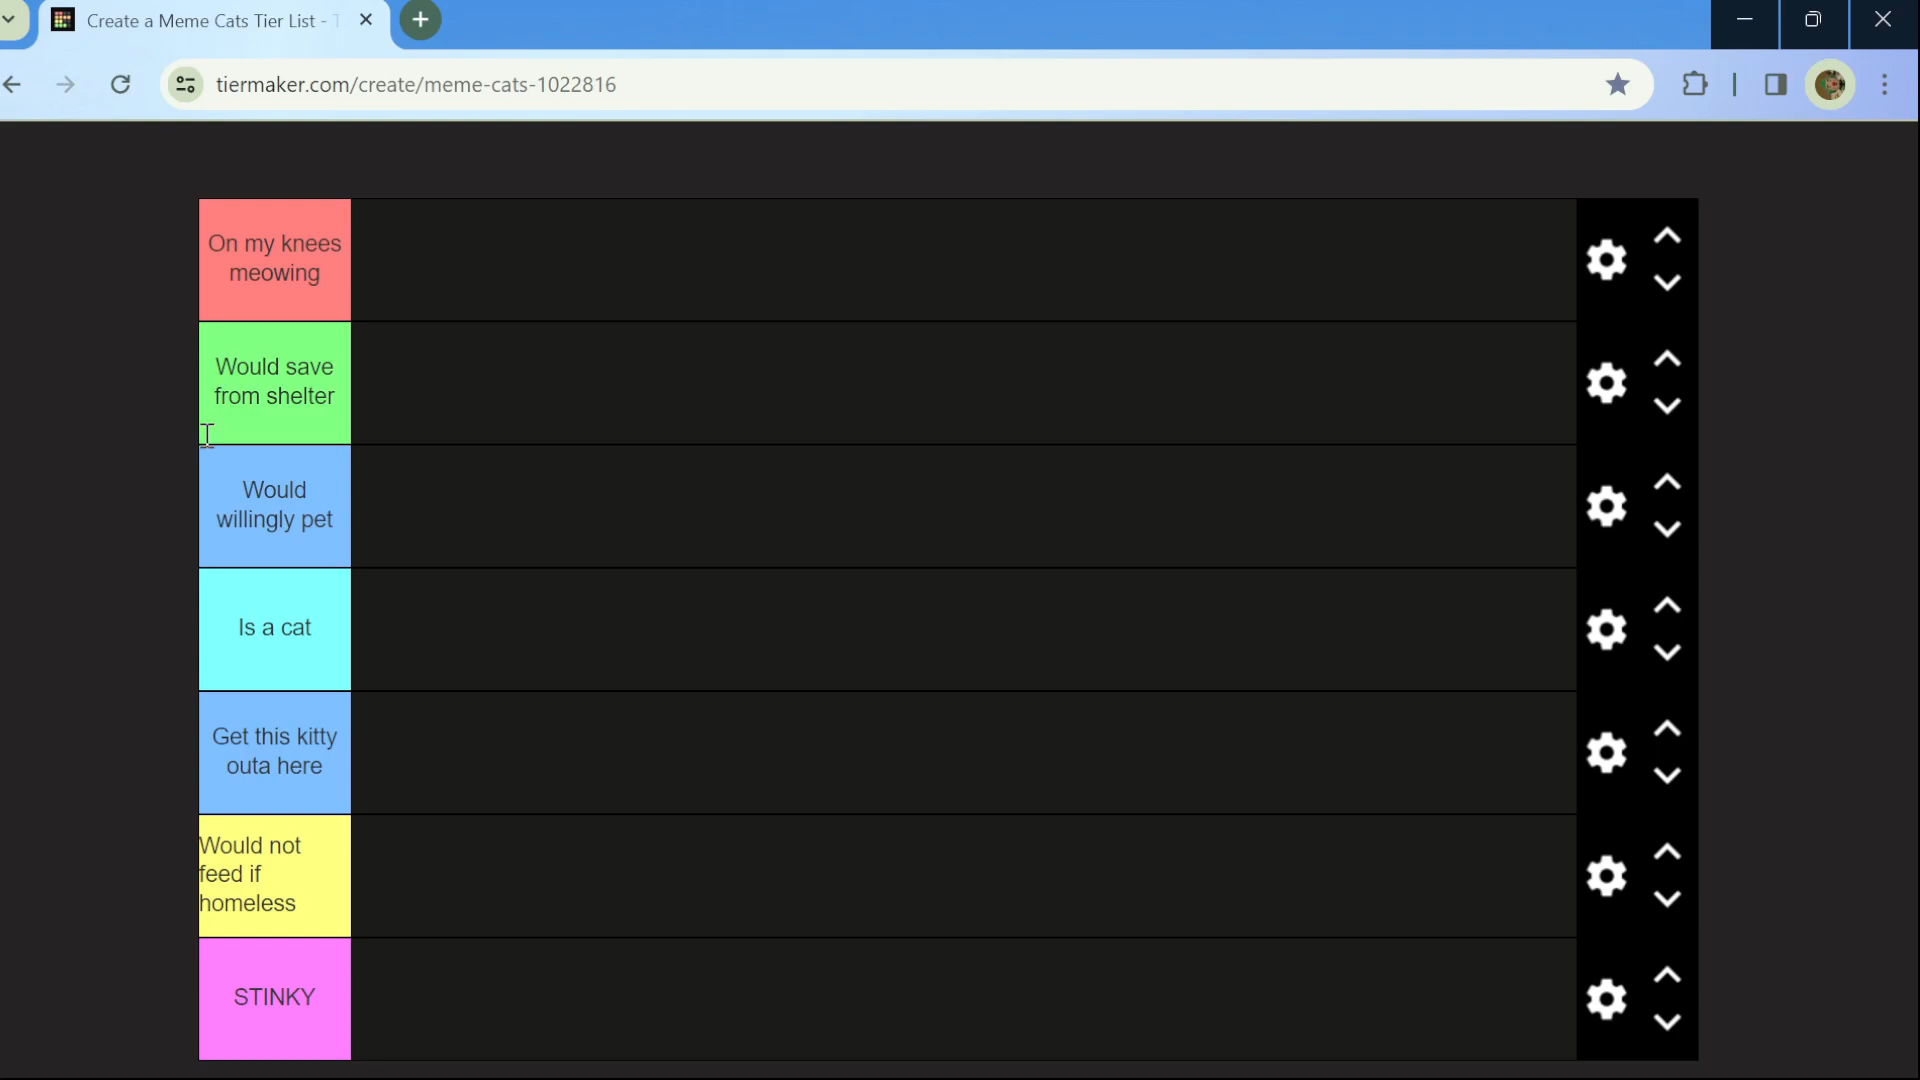 Create a Meme Cats Tier List -
tiermaker.com/create/meme-cats-1022816
On my knees
meowing
Would save
from shelter
Would
willingly pet
Is a cat
Get this kitty
outa here
Would not
feed if
homeless
STINKY